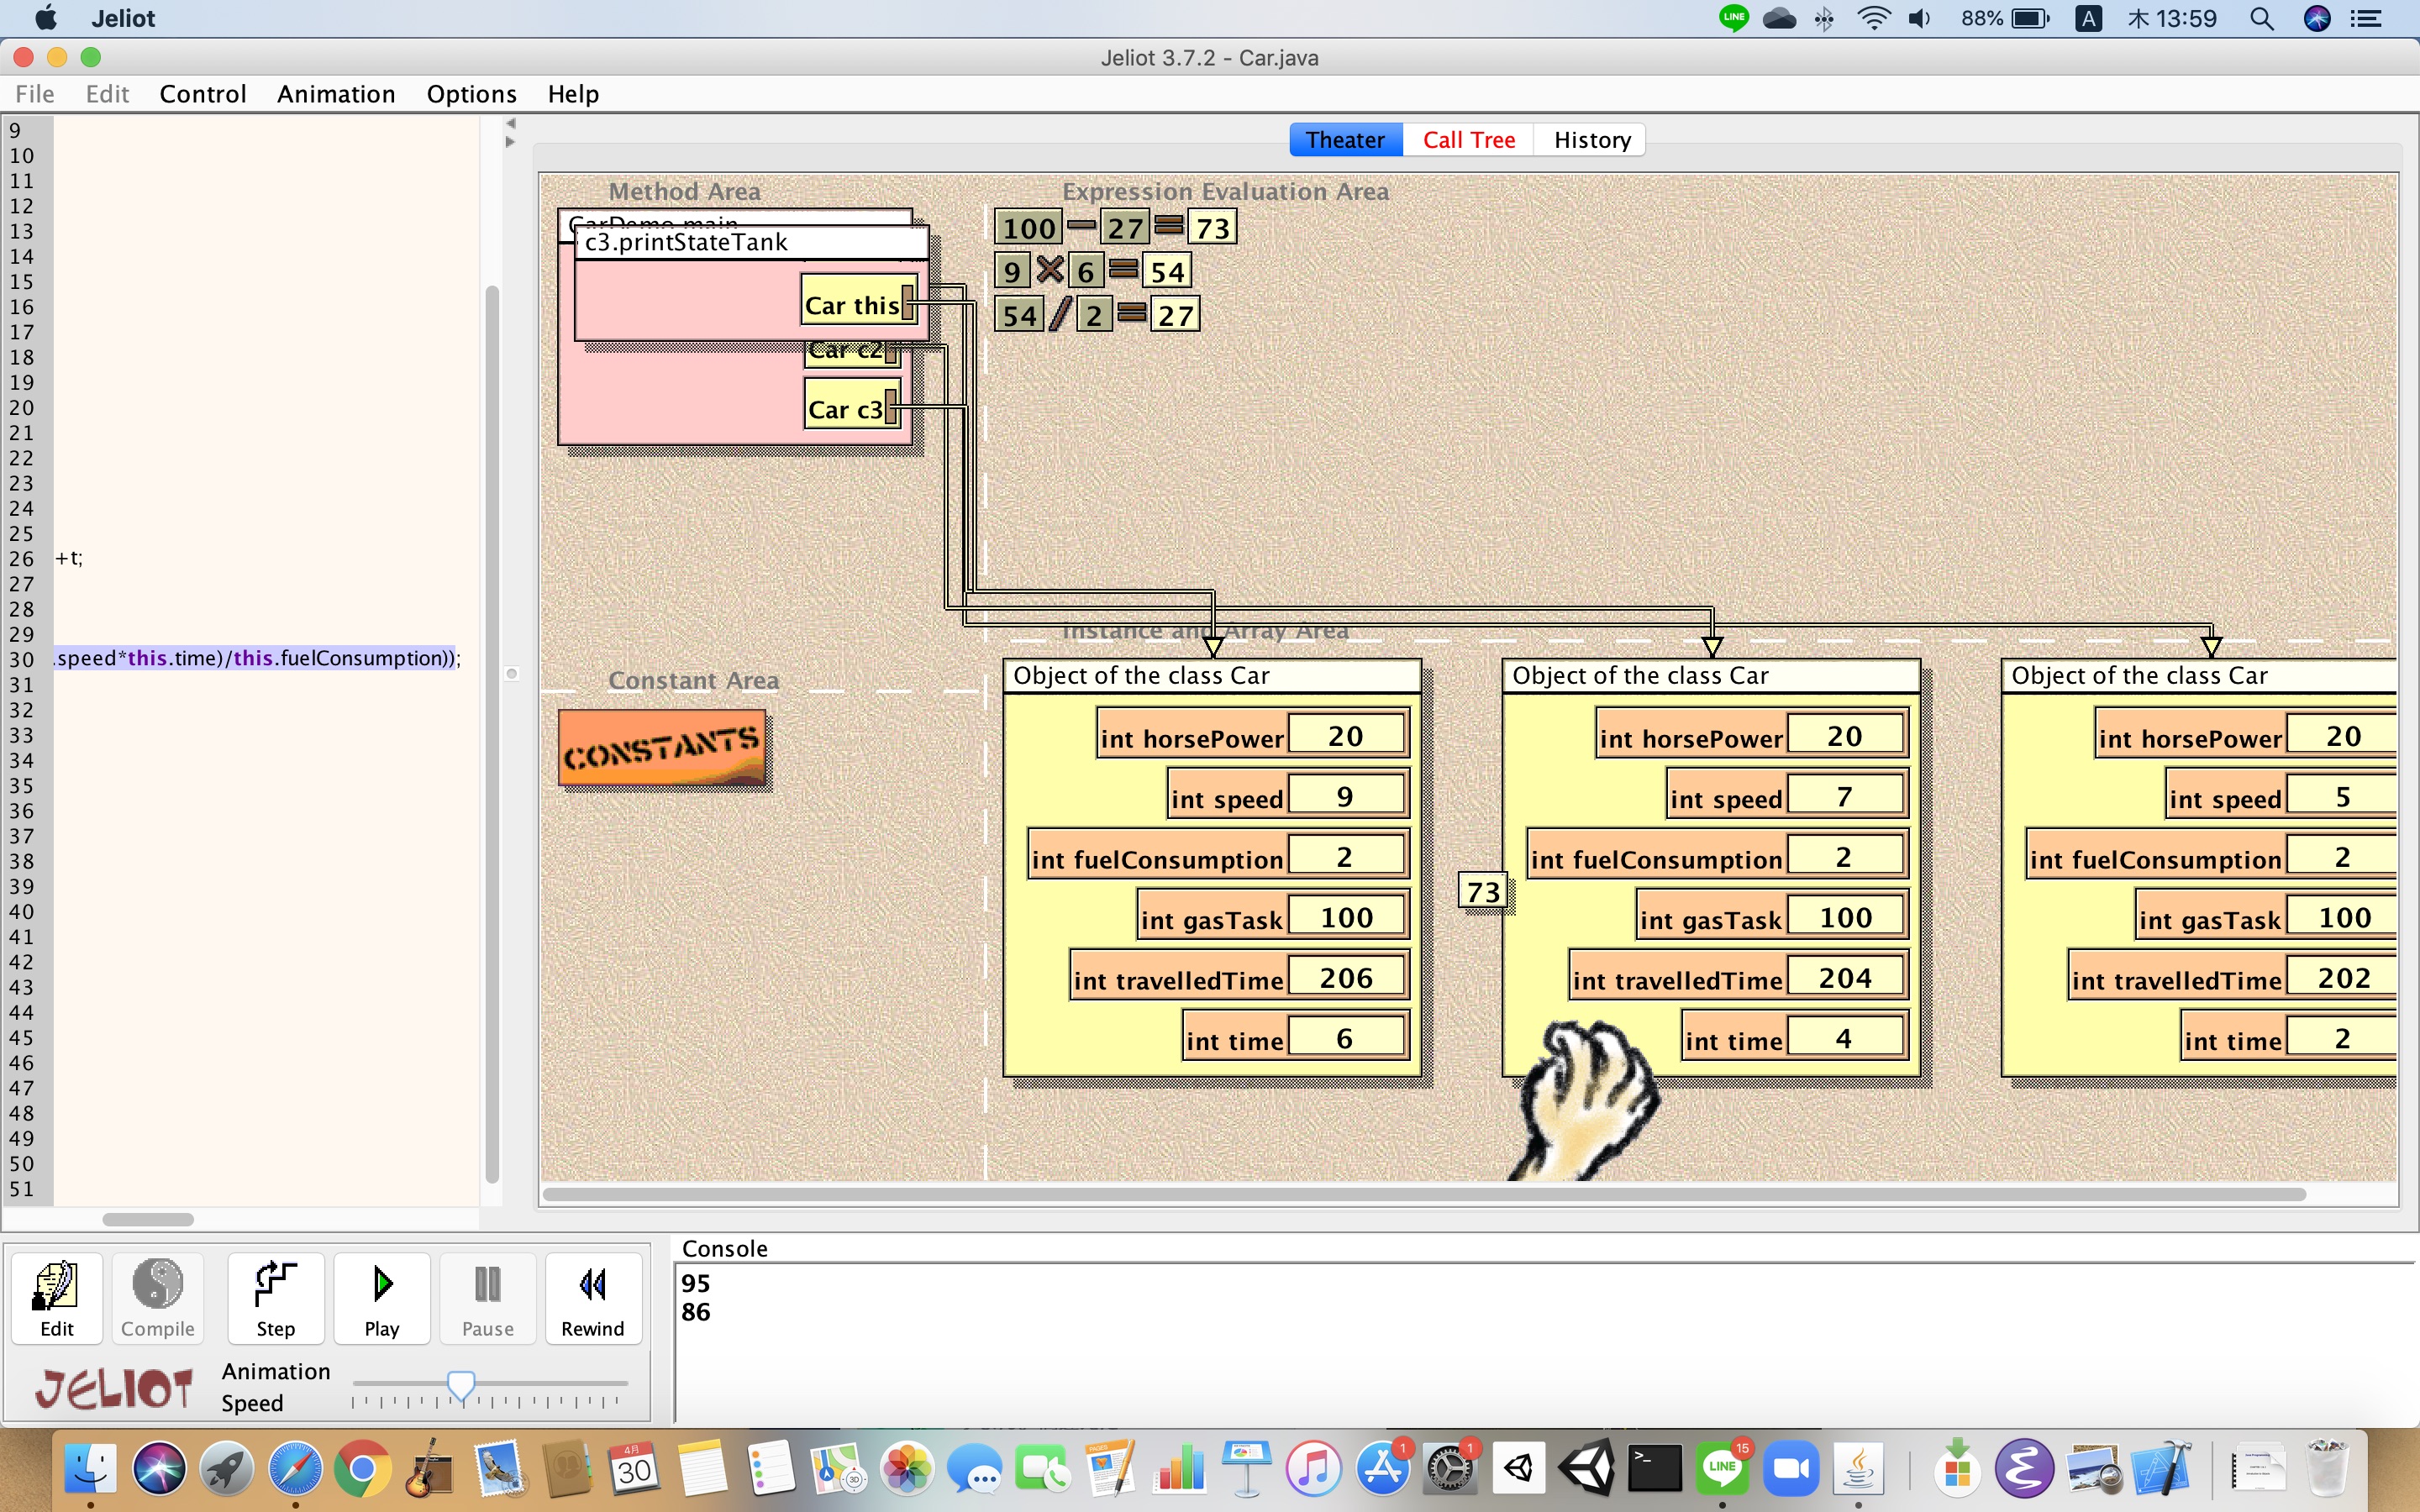 Jeliot
LINE
88%
A
木 13:59
Jeliot 3.7.2 - Car.java
File Edit Control Animation Options Help
Theater Call Tree History
9
10
11
12
13
14
15
16
17
18
19
20
21
22
23
24
25
26 +t;
27
28
29
30 .speed*this.time)/this.fuelConsumption));
31
32
33
34
35
36
37
38
39
40
41
42
43
44
45
46
47
48
49
50
51
Method Area
CarDemo.main
c3.printStateTank
Car this
Car c2
Car c3
Expression Evaluation Area
100 − 27 = 73
9 × 6 = 54
54 / 2 = 27
Constant Area
CONSTANTS
Instance and Array Area
Object of the class Car
int horsePower 20
int speed 9
int fuelConsumption 2
int gasTask 100
int travelledTime 206
int time 6
73
Object of the class Car
int horsePower 20
int speed 7
int fuelConsumption 2
int gasTask 100
int travelledTime 204
int time 4
Object of the class Car
int horsePower 20
int speed 5
int fuelConsumption 2
int gasTask 100
int travelledTime 202
int time 2
Edit Compile Step Play Pause Rewind
JELIOT
Animation
Speed
Console
95
86
4月
30
3D
PAGES
1
1
>_
LINE
15